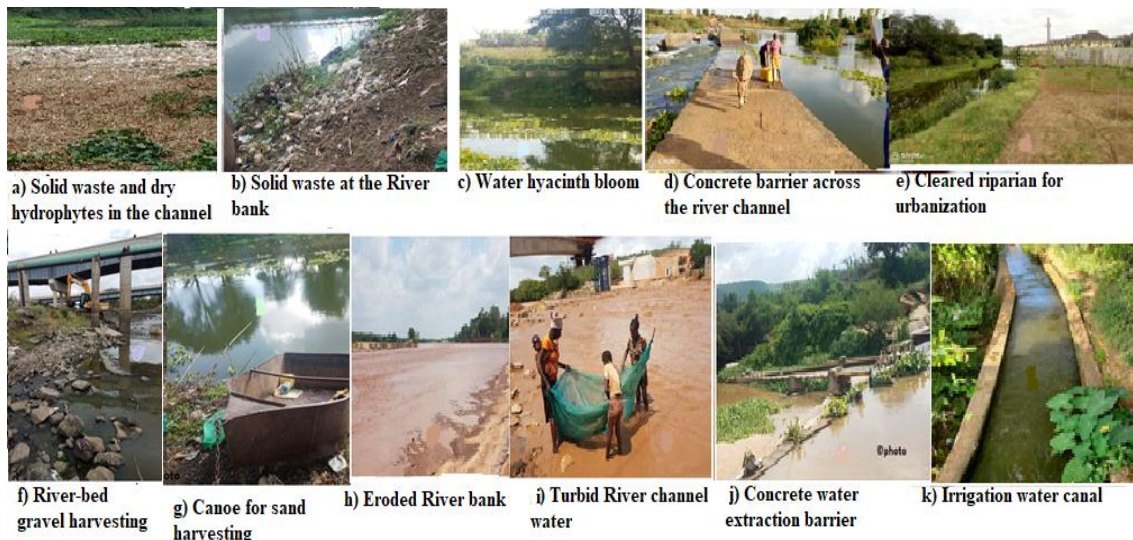 a) Solid waste and dry
hydrophytes in the channel
b) Solid waste at the River
bank
c) Water hyacinth bloom
d) Concrete barrier across
the river channel
e) Cleared riparian for
urbanization
f) River-bed
gravel harvesting
g) Canoe for sand
harvesting
h) Eroded River bank
i) Turbid River channel
water
©photo
j) Concrete water
extraction barrier
k) Irrigation water canal